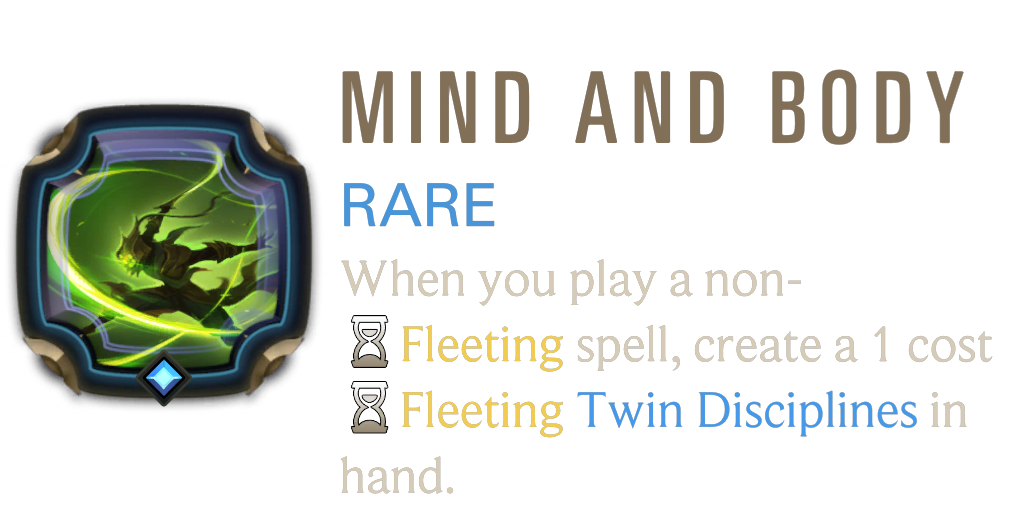 MIND AND BODY
RARE
When you play a non-
Fleeting spell, create a 1 cost
Fleeting Twin Disciplines in
hand.